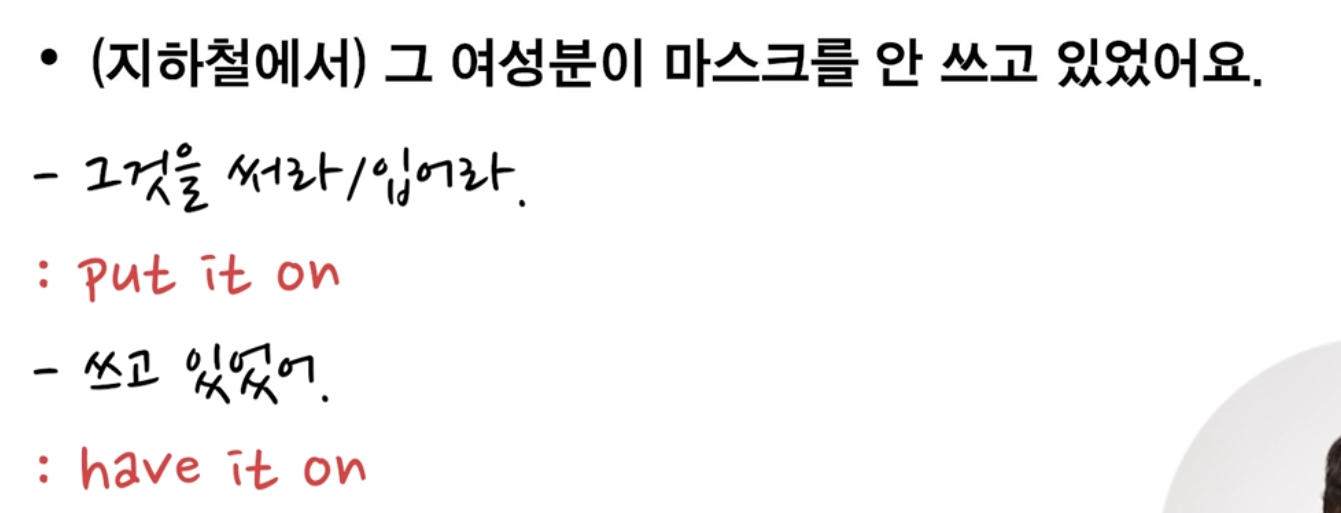 • (지하철에서) 그 여성분이 마스크를 안 쓰고 있었어요.
- 그것을 써라/입어라.
: put it on
- 쓰고 있었어.
: have it on